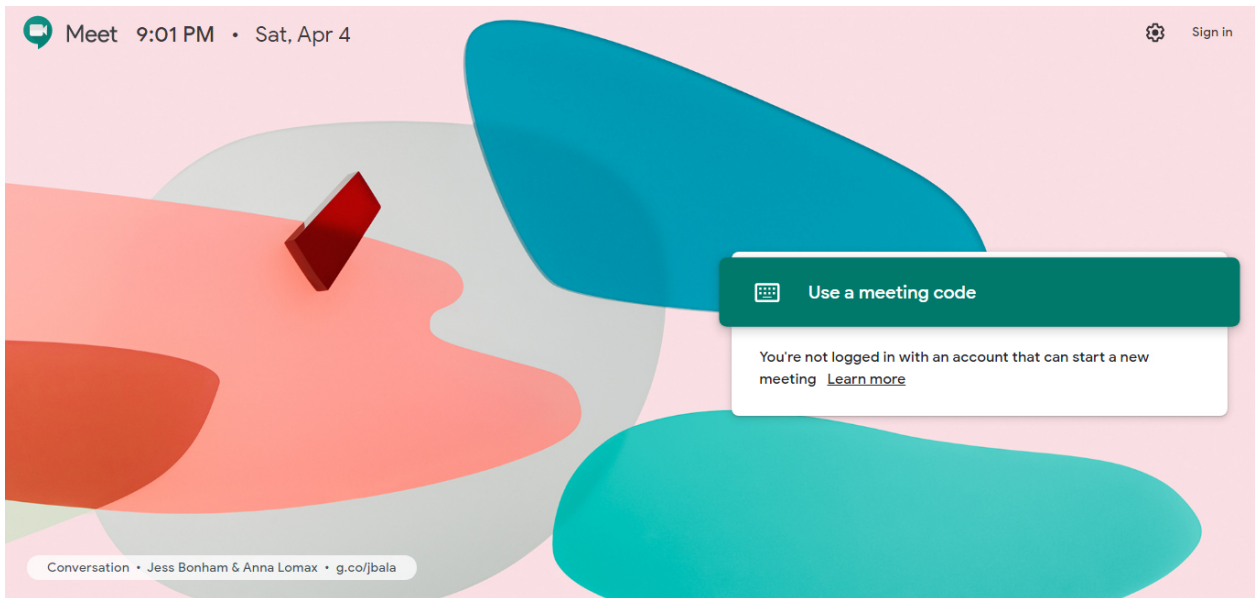 Meet 9:01 PM • Sat, Apr 4
Sign in
Use a meeting code
You're not logged in with an account that can start a new
meeting Learn more
Conversation • Jess Bonham & Anna Lomax • g.co/jbala